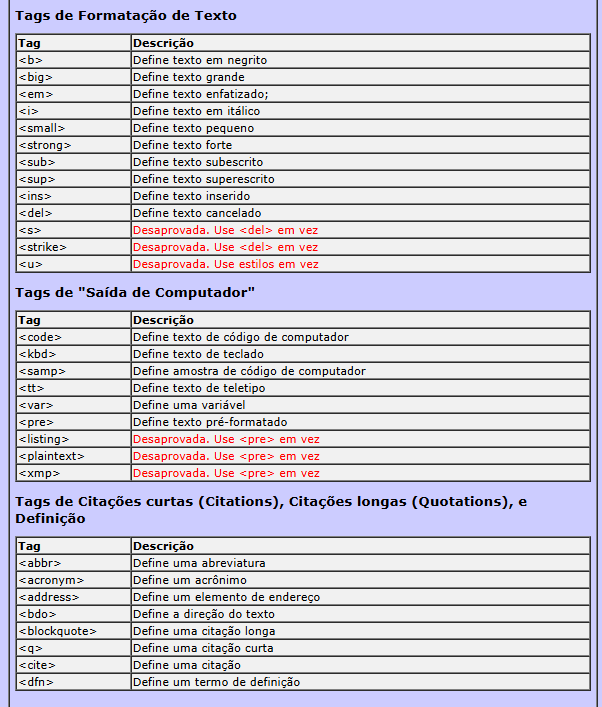 Tags de Formatação de Texto
Tag Descrição
<b> Define texto em negrito
<big> Define texto grande
<em> Define texto enfatizado;
<i> Define texto em itálico
<small> Define texto pequeno
<strong> Define texto forte
<sub> Define texto subescrito
<sup> Define texto superescrito
<ins> Define texto inserido
<del> Define texto cancelado
<s> Desaprovada. Use <del> em vez
<strike> Desaprovada. Use <del> em vez
<u> Desaprovada. Use estilos em vez
Tags de "Saída de Computador"
Tag Descrição
<code> Define texto de código de computador
<kbd> Define texto de teclado
<samp> Define amostra de código de computador
<tt> Define texto de teletipo
<var> Define uma variável
<pre> Define texto pré-formatado
<listing> Desaprovada. Use <pre> em vez
<plaintext> Desaprovada. Use <pre> em vez
<xmp> Desaprovada. Use <pre> em vez
Tags de Citações curtas (Citations), Citações longas (Quotations), e
Definição
Tag Descrição
<abbr> Define uma abreviatura
<acronym> Define um acrônimo
<address> Define um elemento de endereço
<bdo> Define a direção do texto
<blockquote> Define uma citação longa
<q> Define uma citação curta
<cite> Define uma citação
<dfn> Define um termo de definição